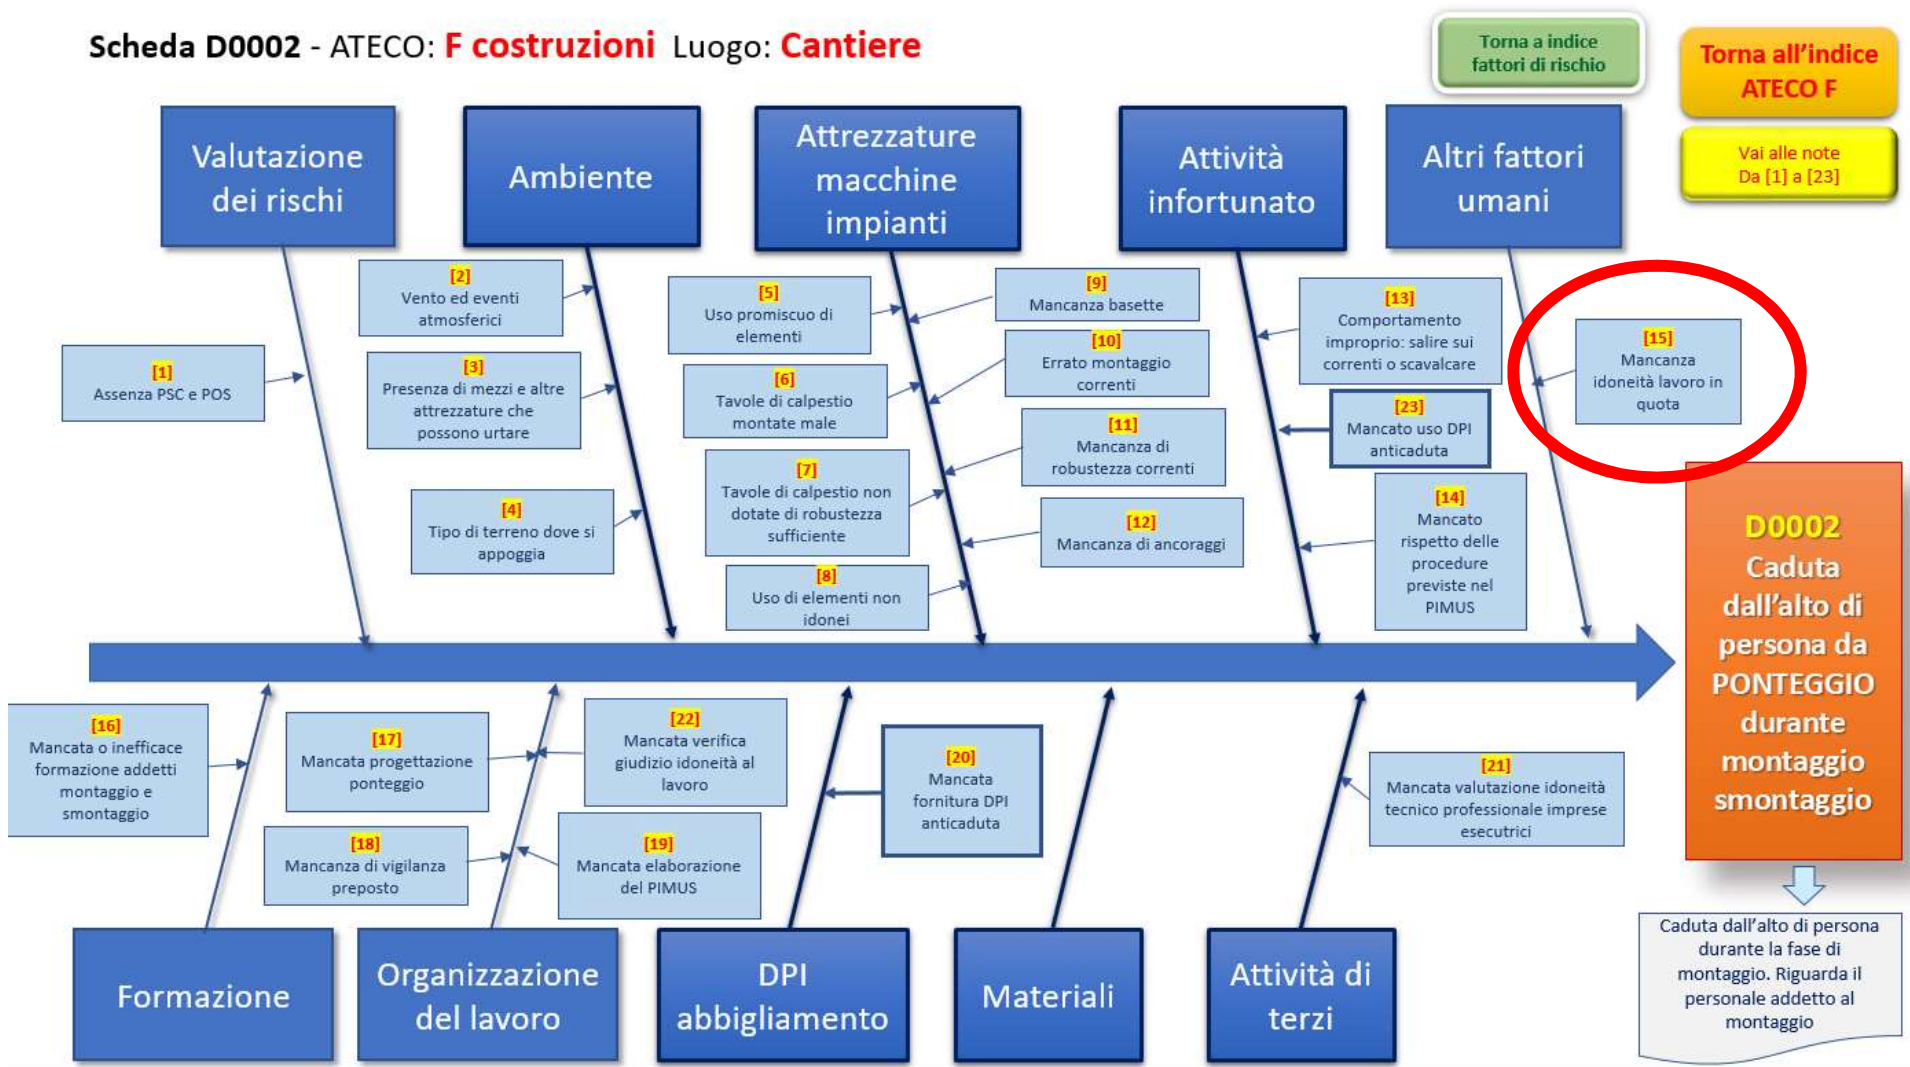 Scheda D0002 - ATECO: F costruzioni Luogo: Cantiere
Torna a indice
fattori di rischio
Torna all'indice
ATECO F
Vai alle note
Da [1] a [23]
Valutazione
dei rischi
Ambiente
Attrezzature
macchine
impianti
Attività
infortunato
Altri fattori
umani
[1]
Assenza PSC e POS
[2]
Vento ed eventi
atmosferici
[3]
Presenza di mezzi e altre
attrezzature che
possono urtare
[4]
Tipo di terreno dove si
appoggia
[5]
Uso promiscuo di
elementi
[6]
Tavole di calpestio
montate male
[7]
Tavole di calpestio non
dotate di robustezza
sufficiente
[8]
Uso di elementi non
idonei
[9]
Mancanza basette
[10]
Errato montaggio
correnti
[11]
Mancanza di
robustezza correnti
[12]
Mancanza di ancoraggi
[13]
Comportamento
improprio: salire sui
correnti o scavalcare
[23]
Mancato uso DPI
anticaduta
[14]
Mancato
rispetto delle
procedure
previste nel
PIMUS
[15]
Mancanza
idoneità lavoro in
quota
D0002
Caduta
dall'alto di
persona da
PONTEGGIO
durante
montaggio
smontaggio
[16]
Mancata o inefficace
formazione addetti
montaggio e
smontaggio
[17]
Mancata progettazione
ponteggio
[18]
Mancanza di vigilanza
preposto
[22]
Mancata verifica
giudizio idoneità al
lavoro
[19]
Mancata elaborazione
del PIMUS
[20]
Mancata
fornitura DPI
anticaduta
[21]
Mancata valutazione idoneità
tecnico professionale imprese
esecutrici
Formazione
Organizzazione
del lavoro
DPI
abbigliamento
Materiali
Attività di
terzi
Caduta dall'alto di persona
durante la fase di
montaggio. Riguarda il
personale addetto al
montaggio